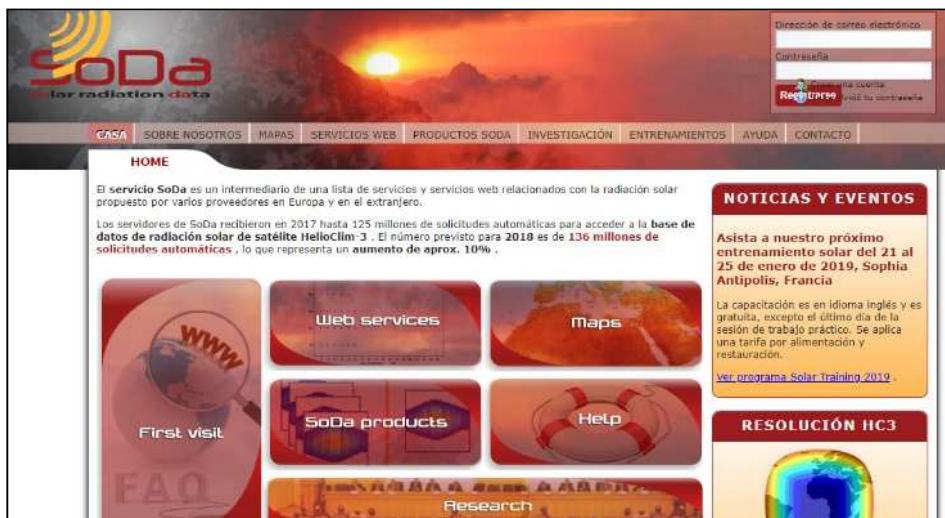 Dirección de correo electrónico
Contraseña
SoDa
solar radiation data
Registrarse
CASA SOBRE NOSOTROS MAPAS SERVICIOS WEB PRODUCTOS SODA INVESTIGACIÓN ENTRENAMIENTOS AYUDA CONTACTO
HOME
El servicio SoDa es un intermediario de una lista de servicios y servicios web relacionados con la radiación solar
propuesto por varios proveedores en Europa y en el extranjero.
Los servidores de SoDa recibieron en 2017 hasta 125 millones de solicitudes automáticas para acceder a la base de
datos de radiación solar de satélite HelioClim-3 . El número previsto para 2018 es de 136 millones de
solicitudes automáticas , lo que representa un aumento de aprox. 10% .
WWW
First visit
FAQ
Web services
Maps
SoDa products
Help
Research
NOTICIAS Y EVENTOS
Asista a nuestro próximo
entrenamiento solar del 21 al
25 de enero de 2019, Sophia
Antipolis, Francia
La capacitación es en idioma inglés y es
gratuita, excepto el último día de la
sesión de trabajo práctico. Se aplica
una tarifa por alimentación y
restauración.
Ver programa Solar Training 2019 .
RESOLUCIÓN HC3